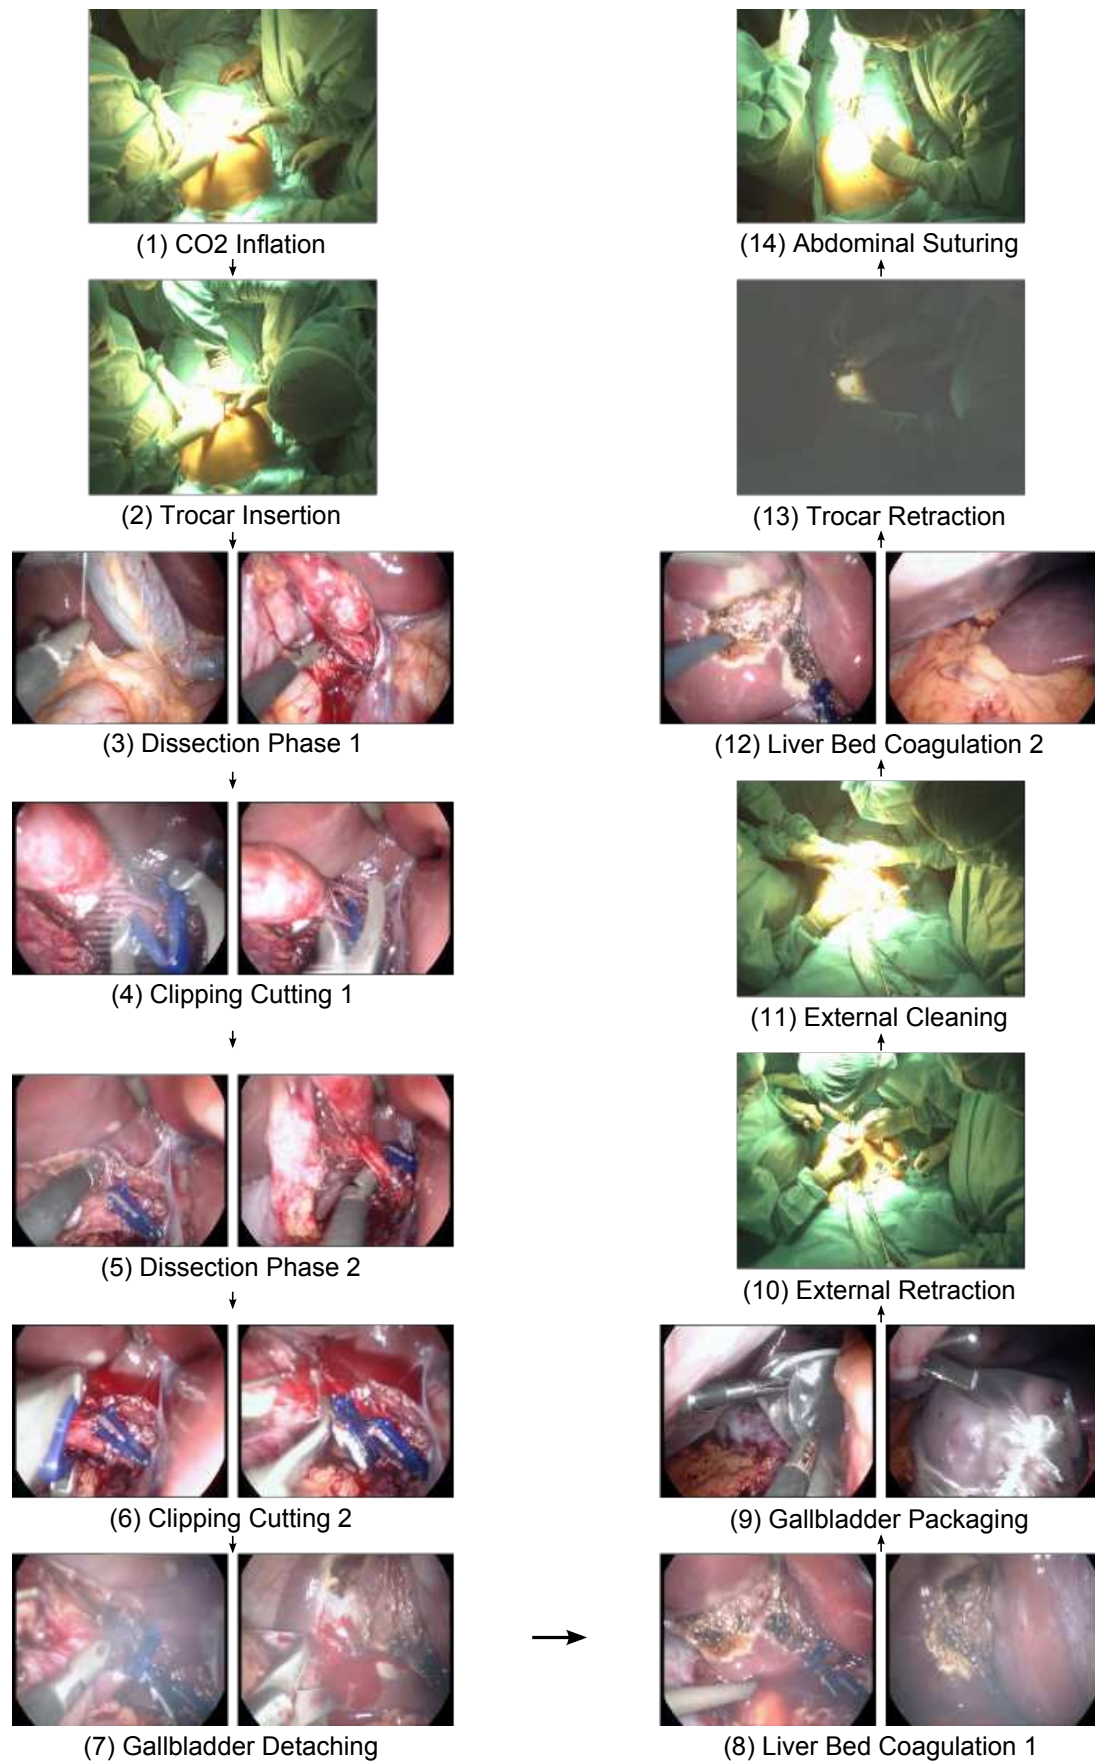 (1) CO2 Inflation
(2) Trocar Insertion
(3) Dissection Phase 1
(4) Clipping Cutting 1
(5) Dissection Phase 2
(6) Clipping Cutting 2
(7) Gallbladder Detaching
(8) Liver Bed Coagulation 1
(9) Gallbladder Packaging
(10) External Retraction
(11) External Cleaning
(12) Liver Bed Coagulation 2
(13) Trocar Retraction
(14) Abdominal Suturing